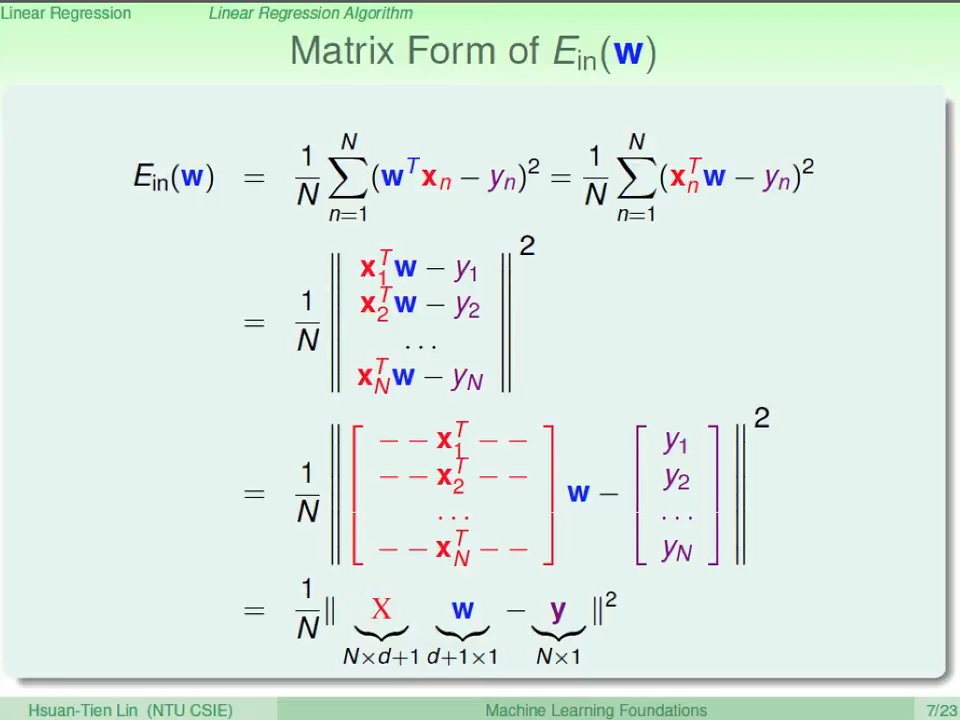 Linear Regression Linear Regression Algorithm
Matrix Form of E_in(w)
E_in(w) = 1/N ∑_{n=1}^{N} (w^T x_n − y_n)^2 = 1/N ∑_{n=1}^{N} (x_n^T w − y_n)^2
= 1/N ‖ x_1^T w − y_1
x_2^T w − y_2
...
x_N^T w − y_N ‖^2
= 1/N ‖ [ − − x_1^T − −
− − x_2^T − −
...
− − x_N^T − − ] w − [ y_1
y_2
...
y_N ] ‖^2
= 1/N ‖ X w − y ‖^2
N×d+1 d+1×1 N×1
Hsuan-Tien Lin (NTU CSIE) Machine Learning Foundations 7/23